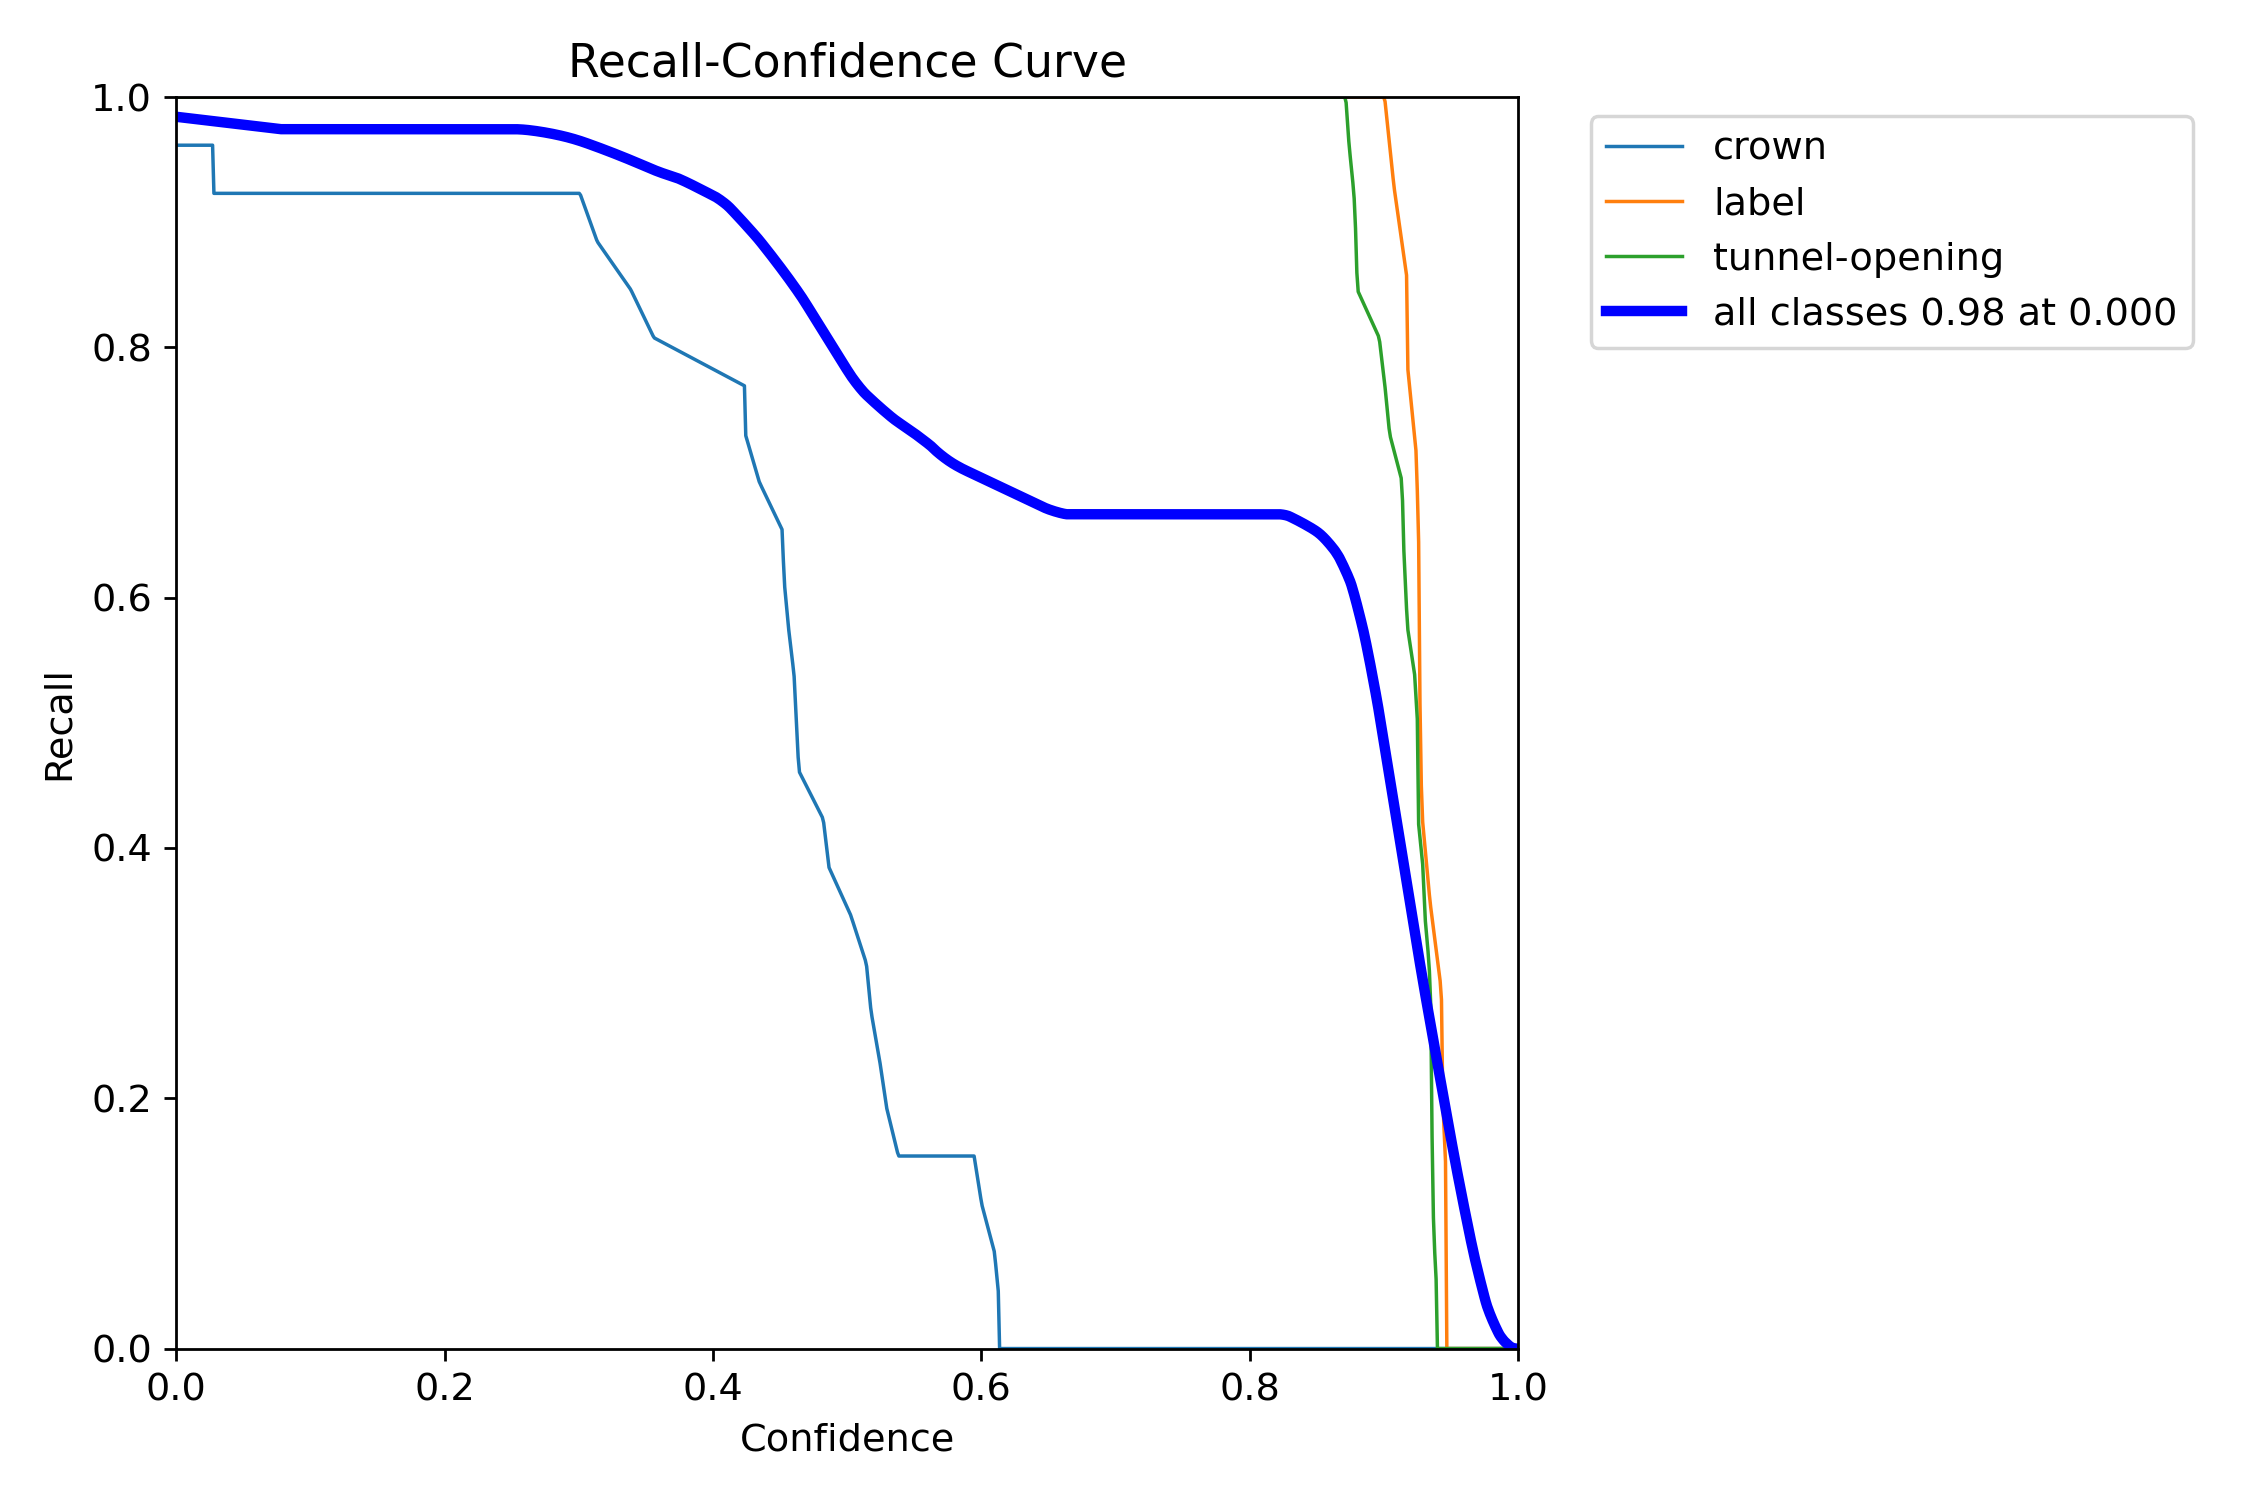 Recall-Confidence Curve
1.0
0.8
0.6
0.4
0.2
0.0
Recall
0.0 0.2 0.4 0.6 0.8 1.0
Confidence
crown
label
tunnel-opening
all classes 0.98 at 0.000